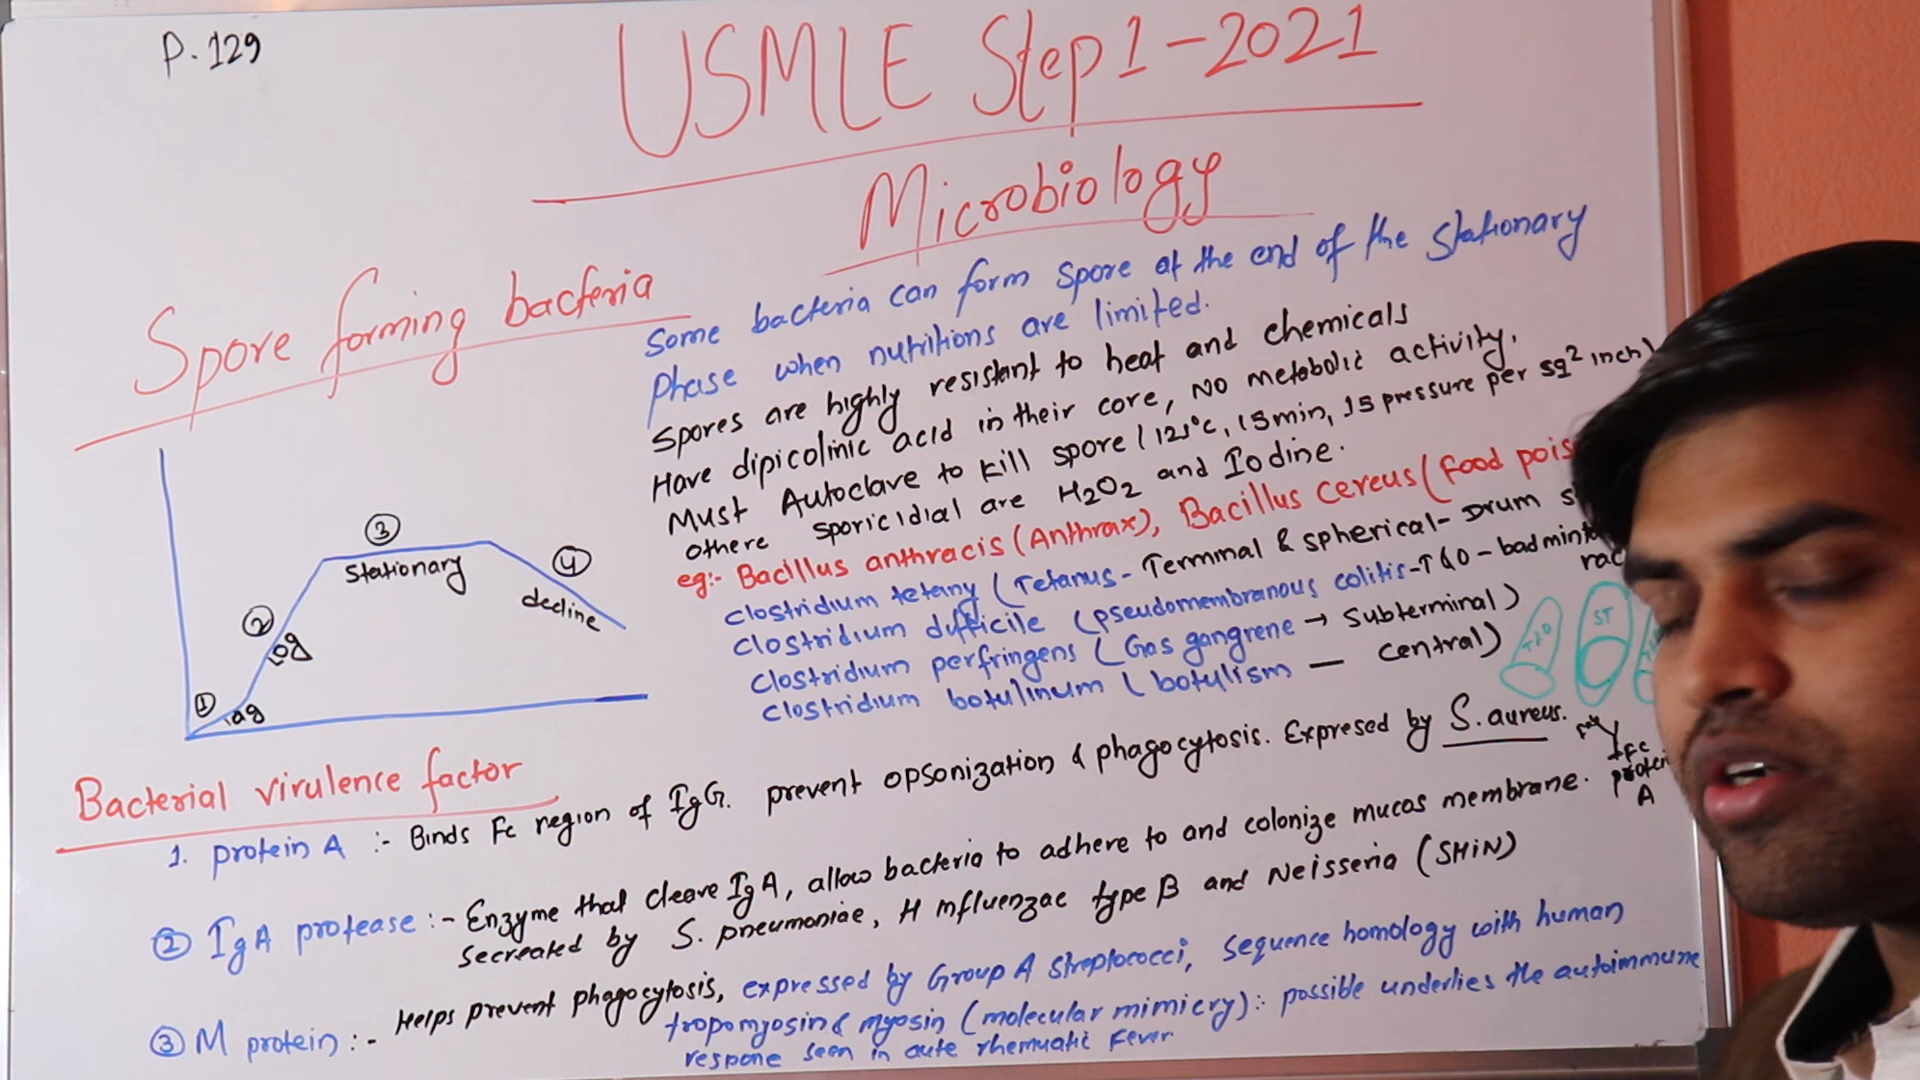 P. 129
USMLE Step 1 - 2021
Microbiology
Spore forming bacteria
Some bacteria can form spore at the end of the stationary
phase when nutritions are limited.
Spores are highly resistant to heat and chemicals
Have dipicolinic acid in their core, NO metabolic activity.
Must Autoclave to kill spore (121°C, 15 min, 15 pressure per sq² inch)
othere sporicidial are H2O2 and Iodine.
eg:- Bacillus anthracis (Anthrax), Bacillus cereus (food pois
clostridium tetany (Tetanus - Terminal & spherical - Drum s
clostridium difficile (pseudomembranous colitis - T&O - badminto
rac
clostridium perfringens (Gas gangrene → subterminal)
clostridium botulinum (botulism — central)
T&O
ST
① lag
② log
③ stationary
④ decline
Bacterial virulence factor
1. protein A :- Binds Fc region of IgG. prevent opsonization & phagocytosis. Expresed by S. aureus.
Fc
protein
A
② IgA protease :- Enzyme that cleave IgA, allow bacteria to adhere to and colonize mucas membrane.
Secreated by S. pneumoniae, H influenzae type B and Neisseria (SHiN)
③ M protein :- Helps prevent phagocytosis, expressed by Group A streptococci, sequence homology with human
tropomyosin & myosin (molecular mimicry): possible underlies the autoimmune
respone seen in aute rhemuatic fever